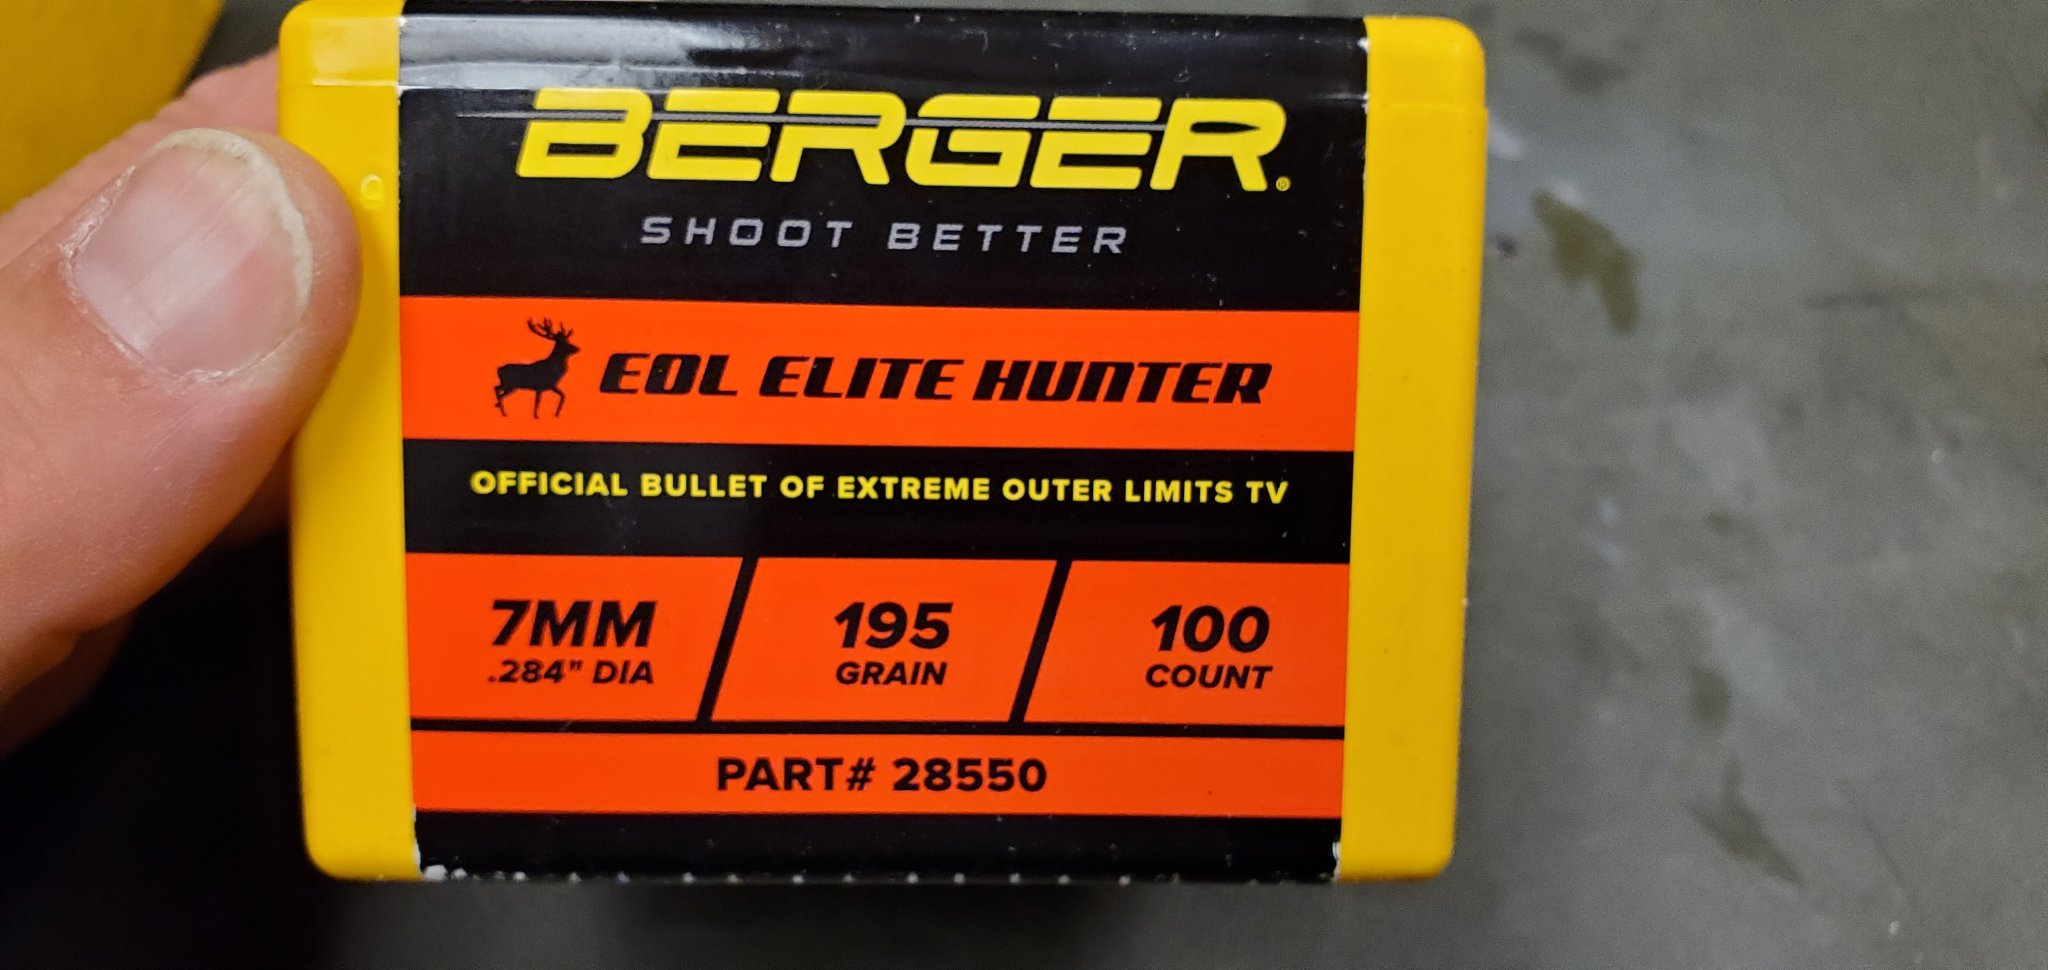 BERGER.®
SHOOT BETTER
EOL ELITE HUNTER
OFFICIAL BULLET OF EXTREME OUTER LIMITS TV
7MM 195 100
.284" DIA GRAIN COUNT
PART# 28550